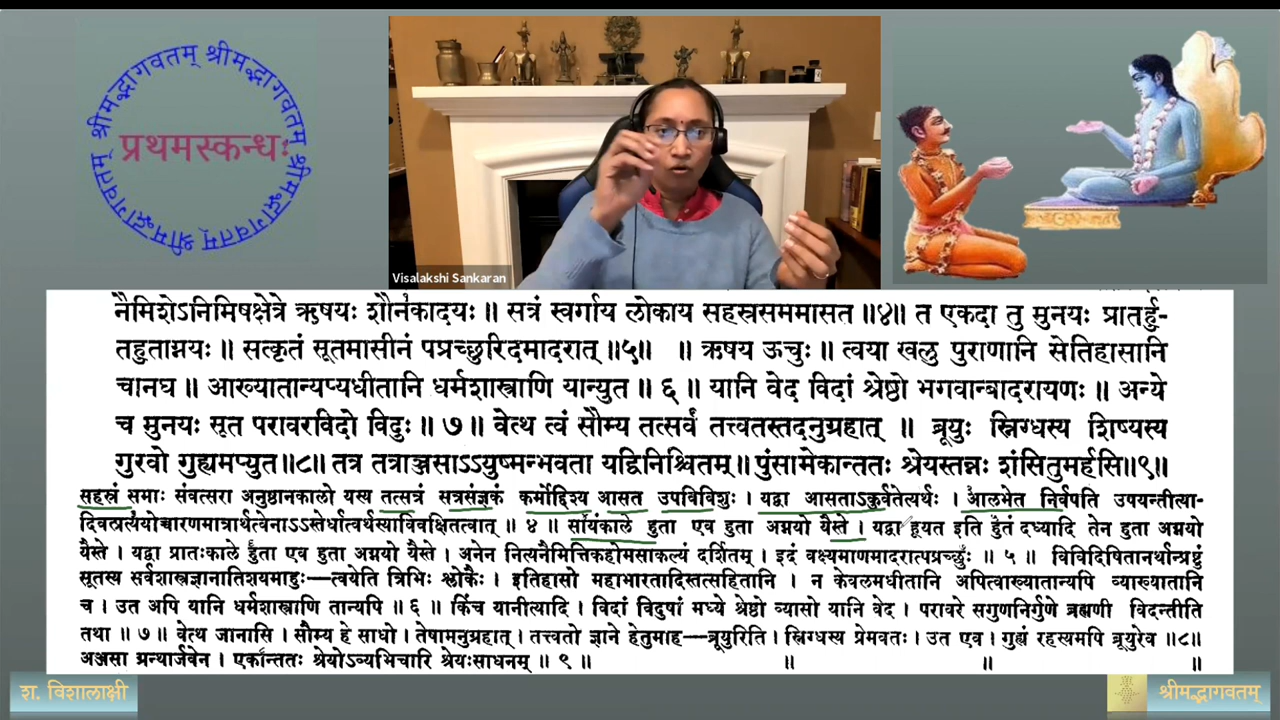 श्रीमद्भागवतम् श्रीमद्भागवतम् श्रीमद्भागवतम् श्रीमद्भागवतम्
प्रथमस्कन्धः
Visalakshi Sankaran
नैमिशेऽनिमिषक्षेत्रे ऋषयः शौनकादयः ॥ सत्रं स्वर्गाय लोकाय सहस्रसममासत ॥४॥ त एकदा तु मुनयः प्रातर्हु-
तहुताग्नयः ॥ सत्कृतं सूतमासीनं पप्रच्छुरिदमादरात् ॥५॥ ॥ ऋषय ऊचुः ॥ त्वया खलु पुराणानि सेतिहासानि
चानघ ॥ आख्यातान्यप्यधीतानि धर्मशास्त्राणि यान्युत ॥ ६ ॥ यानि वेद विदां श्रेष्ठो भगवान्बादरायणः ॥ अन्ये
च मुनयः सूत परावरविदो विदुः ॥ ७ ॥ वेत्थ त्वं सौम्य तत्सर्वं तत्त्वतस्तदनुग्रहात् ॥ ब्रूयुः स्निग्धस्य शिष्यस्य
गुरवो गुह्यमप्युत॥८॥ तत्र तत्राञ्जसाऽऽयुष्मन्भवता यद्विनिश्चितम्॥ पुंसामेकान्ततः श्रेयस्तन्नः शंसितुमर्हसि॥९॥
सहस्रं समाः संवत्सरा अनुष्ठानकालो यस्य तत्सत्रं सत्रसंज्ञकं कर्मोद्दिश्य आसत उपविविशुः । यद्वा आसताऽकुर्वतेत्यर्थः । आलभेत निर्वपति उपयन्तीत्या-
दिवत्प्रत्ययोच्चारणमात्रार्थत्वेनाऽऽस्तेर्धात्वर्थस्याविवक्षितत्वात् ॥ ४ ॥ सायंकाले हुता एव हुता अग्नयो यैस्ते । यद्वा हूयत इति हुतं दध्यादि तेन हुता अग्नयो
यैस्ते । यद्वा प्रातःकाले हुता एव हुता अग्नयो यैस्ते । अनेन नित्यनैमित्तिकहोमसाकल्यं दर्शितम् । इदं वक्ष्यमाणमादरात्पप्रच्छुः ॥ ५ ॥ विविदिषितानर्थान्प्रष्टुं
सूतस्य सर्वशास्त्रज्ञानातिशयमाहुः—त्वयेति त्रिभिः श्लोकैः । इतिहासो महाभारतादिस्तत्सहितानि । न केवलमधीतानि अपित्वाख्यातान्यपि व्याख्यातानि
च । उत अपि यानि धर्मशास्त्राणि तान्यपि ॥ ६ ॥ किंच यानीत्यादि । विदां विदुषां मध्ये श्रेष्ठो व्यासो यानि वेद । परावरे सगुणनिर्गुणे ब्रह्मणी विदन्तीति
तथा ॥ ७ ॥ वेत्थ जानासि । सौम्य हे साधो । तेषामनुग्रहात् । तत्त्वतो ज्ञाने हेतुमाह—ब्रूयुरिति । स्निग्धस्य प्रेमवतः । उत एव । गुह्यं रहस्यमपि ब्रूयुरेव ॥८॥
अञ्जसा ग्रन्थार्जवेन । एकान्ततः श्रेयोऽव्यभिचारि श्रेयःसाधनम् ॥ ९ ॥ ॥ ॥ ॥
श. विशालाक्षी
श्रीमद्भागवतम्